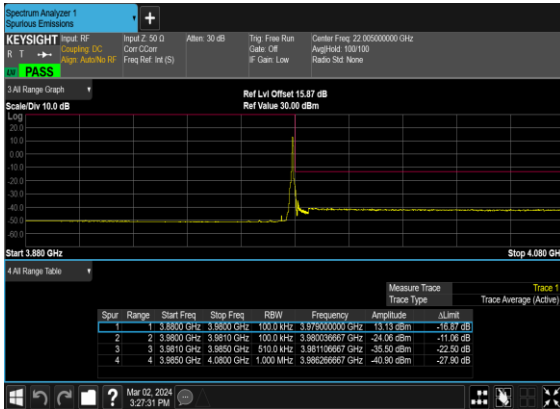 Spectrum Analyzer 1
Spurious Emissions
+
KEYSIGHT Input: RF Input Z: 50 Ω Atten: 30 dB Trig: Free Run Center Freq: 22.005000000 GHz
R T Coupling: DC Corr CCorr Gate: Off Avg|Hold: 100/100
Align: Auto/No RF Freq Ref: Int (S) IF Gain: Low Radio Std: None
PASS
3 All Range Graph
Ref Lvl Offset 15.87 dB
Scale/Div 10.0 dB Ref Value 30.00 dBm
Log
20.0
10.0
0.00
-10.0
-20.0
-30.0
-40.0
-50.0
-60.0
Start 3.880 GHz Stop 4.080 GH
4 All Range Table
Measure Trace Trace 1
Trace Type Trace Average (Active)
Spur Range Start Freq Stop Freq RBW Frequency Amplitude ΔLimit
1 1 3.8800 GHz 3.9800 GHz 100.0 kHz 3.979000000 GHz 13.13 dBm -16.87 dB
2 2 3.9800 GHz 3.9810 GHz 100.0 kHz 3.980036667 GHz -24.06 dBm -11.06 dB
3 3 3.9810 GHz 3.9850 GHz 510.0 kHz 3.981106667 GHz -35.50 dBm -22.50 dB
4 4 3.9850 GHz 4.0800 GHz 1.000 MHz 3.986266667 GHz -40.90 dBm -27.90 dB
?
Mar 02, 2024
3:27:31 PM